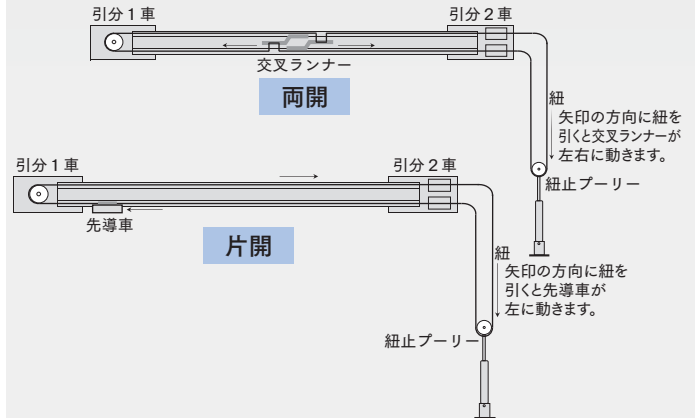 引分1車
引分2車
交叉ランナー
両開
紐
矢印の方向に紐を
引くと交叉ランナーが
左右に動きます。
紐止プーリー
引分1車
引分2車
先導車
片開
紐
矢印の方向に紐を
引くと先導車が
左に動きます。
紐止プーリー